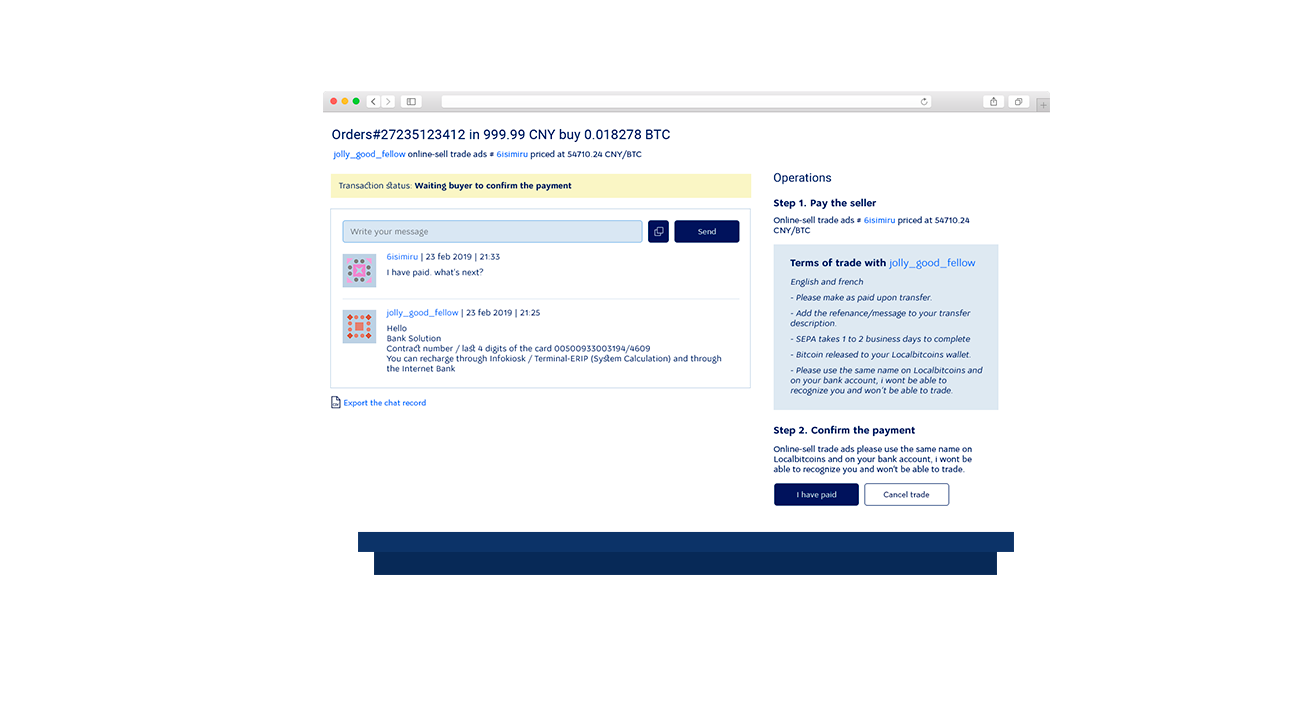 Orders#27235123412 in 999.99 CNY buy 0.018278 BTC
jolly_good_fellow online-sell trade ads # 6isimiru priced at 54710.24 CNY/BTC
Transaction status: Waiting buyer to confirm the payment
Write your message
Send
6isimiru | 23 feb 2019 | 21:33
I have paid. what's next?
jolly_good_fellow | 23 feb 2019 | 21:25
Hello
Bank Solution
Contract number / last 4 digits of the card 00500933003194/4609
You can recharge through Infokiosk / Terminal-ERIP (System Calculation) and through
the Internet Bank
Export the chat record
Operations
Step 1. Pay the seller
Online-sell trade ads # 6isimiru priced at 54710.24
CNY/BTC
Terms of trade with jolly_good_fellow
English and french
- Please make as paid upon transfer.
- Add the refenance/message to your transfer
description.
- SEPA takes 1 to 2 business days to complete
- Bitcoin released to your Localbitcoins wallet.
- Please use the same name on Localbitcoins and
on your bank account, i wont be able to
recognize you and won´t be able to trade.
Step 2. Confirm the payment
Online-sell trade ads please use the same name on
Localbitcoins and on your bank account, i wont be
able to recognize you and won't be able to trade.
I have paid
Cancel trade